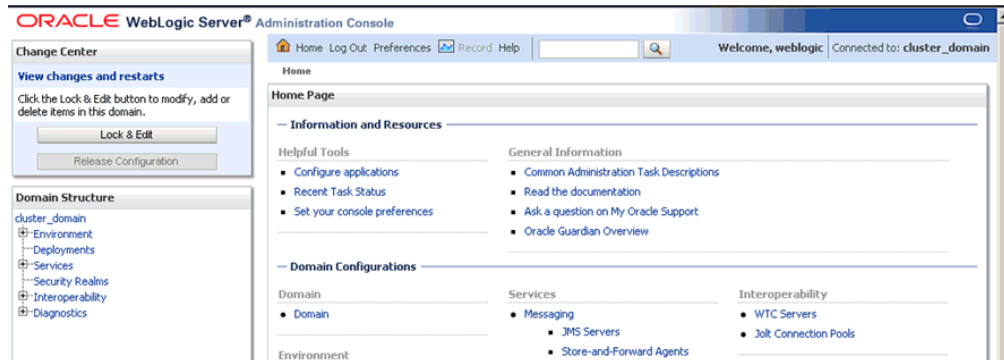 ORACLE WebLogic Server® Administration Console
Change Center
View changes and restarts
Click the Lock & Edit button to modify, add or
delete items in this domain.
Lock & Edit
Release Configuration
Domain Structure
cluster_domain
Environment
Deployments
Services
Security Realms
Interoperability
Diagnostics
Home Log Out Preferences Record Help
Welcome, weblogic Connected to: cluster_domain
Home
Home Page
Information and Resources
Helpful Tools
Configure applications
Recent Task Status
Set your console preferences
General Information
Common Administration Task Descriptions
Read the documentation
Ask a question on My Oracle Support
Oracle Guardian Overview
Domain Configurations
Domain
Domain
Environment
Services
Messaging
JMS Servers
Store-and-Forward Agents
Interoperability
WTC Servers
Jolt Connection Pools